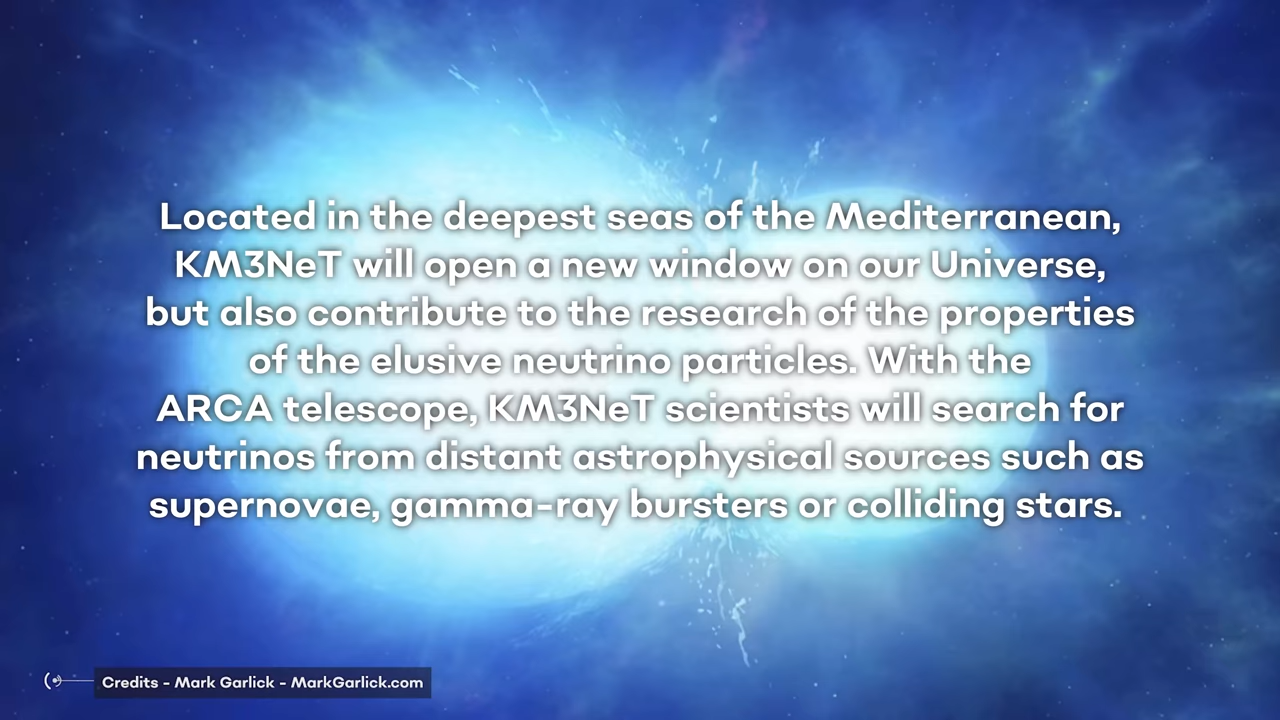 Located in the deepest seas of the Mediterranean,
KM3NeT will open a new window on our Universe,
but also contribute to the research of the properties
of the elusive neutrino particles. With the
ARCA telescope, KM3NeT scientists will search for
neutrinos from distant astrophysical sources such as
supernovae, gamma-ray bursters or colliding stars.
Credits - Mark Garlick - MarkGarlick.com